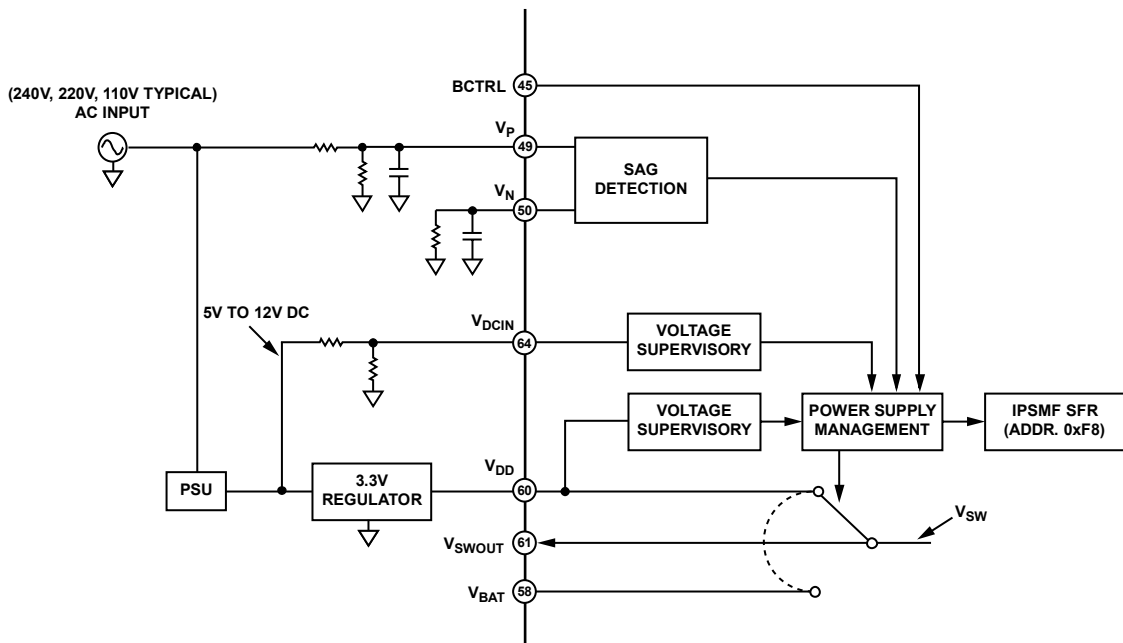 BCTRL
45
(240V, 220V, 110V TYPICAL)
AC INPUT
VP
49
SAG
DETECTION
VN
50
5V TO 12V DC
VDCIN
64
VOLTAGE
SUPERVISORY
VOLTAGE
SUPERVISORY
POWER SUPPLY
MANAGEMENT
IPSMF SFR
(ADDR. 0xF8)
PSU
3.3V
REGULATOR
VDD
60
VSWOUT
61
VSW
VBAT
58